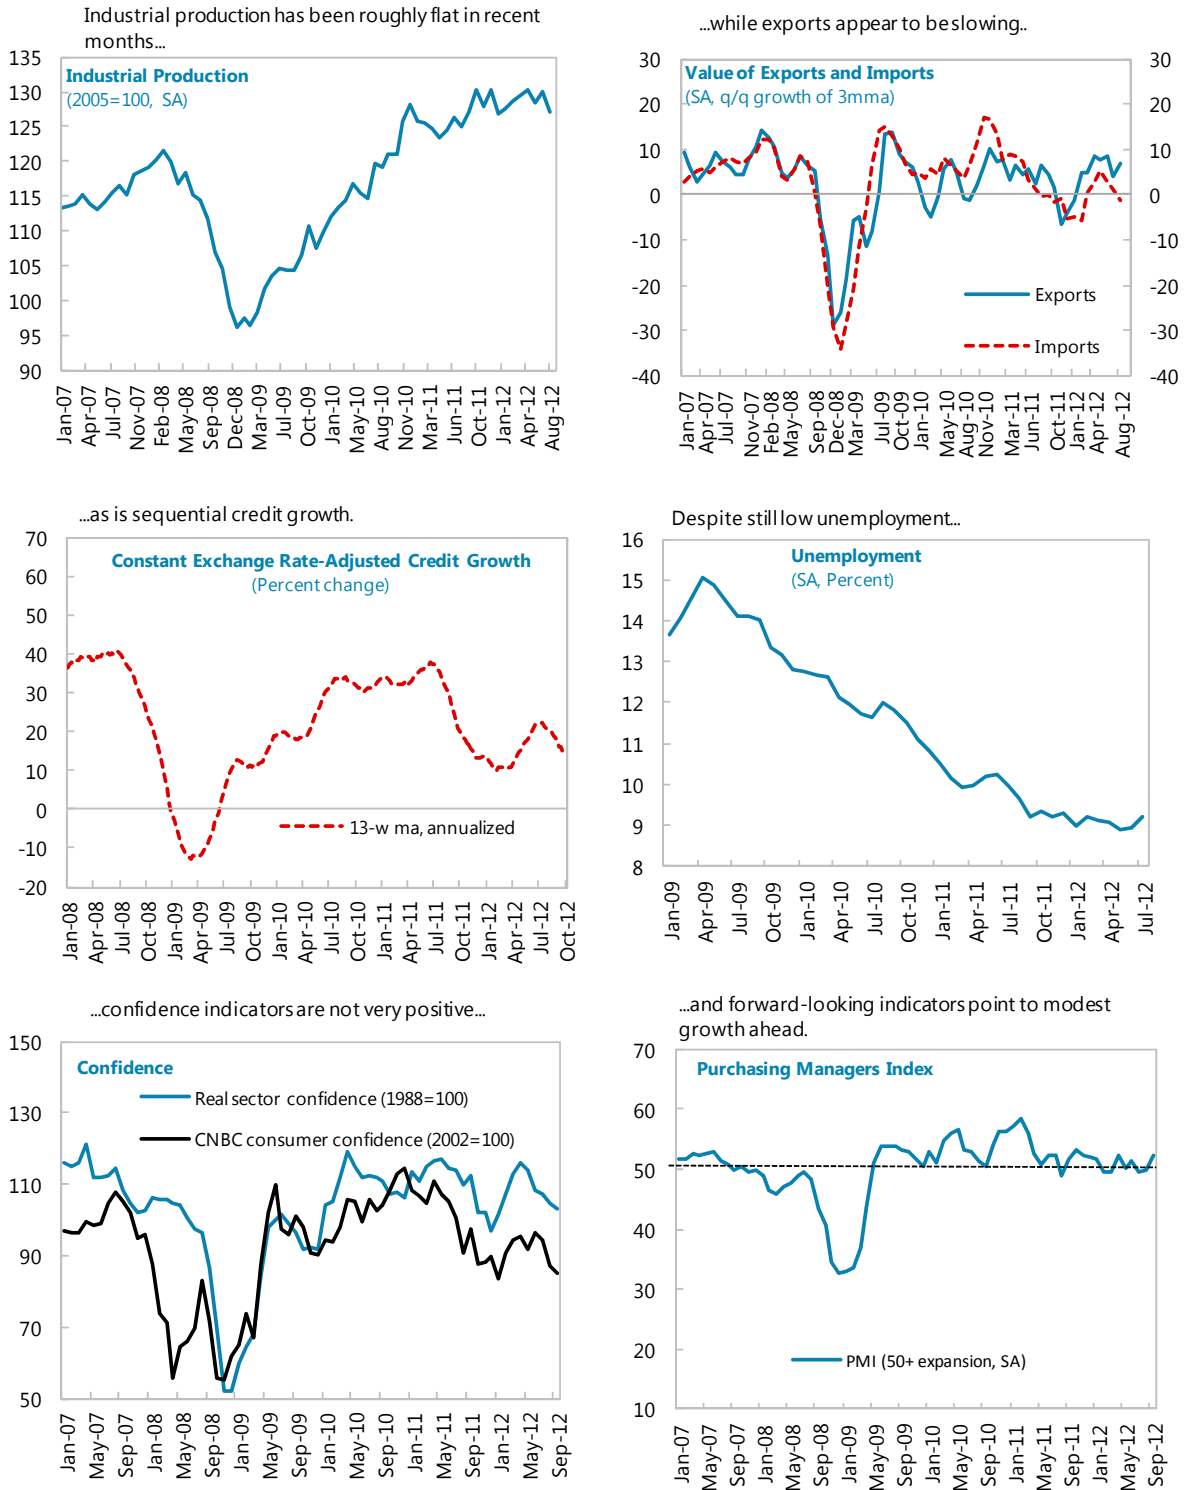 Industrial production has been roughly flat in recent
months...
135
130
125
120
115
110
105
100
95
90
Industrial Production
(2005=100, SA)
Jan-07
Apr-07
Jul-07
Nov-07
Feb-08
May-08
Sep-08
Dec-08
Mar-09
Jul-09
Oct-09
Jan-10
May-10
Aug-10
Nov-10
Mar-11
Jun-11
Oct-11
Jan-12
Apr-12
Aug-12
...while exports appear to be slowing..
30
20
10
0
-10
-20
-30
-40
Value of Exports and Imports
(SA, q/q growth of 3mma)
Exports
Imports
30
20
10
0
-10
-20
-30
-40
Jan-07
Apr-07
Jul-07
Nov-07
Feb-08
May-08
Sep-08
Dec-08
Mar-09
Jul-09
Oct-09
Jan-10
May-10
Aug-10
Nov-10
Mar-11
Jun-11
Oct-11
Jan-12
Apr-12
Aug-12
...as is sequential credit growth.
70
60
50
40
30
20
10
0
-10
-20
Constant Exchange Rate-Adjusted Credit Growth
(Percent change)
13-w ma, annualized
Jan-08
Apr-08
Jul-08
Oct-08
Jan-09
Apr-09
Jul-09
Oct-09
Jan-10
Apr-10
Jul-10
Oct-10
Jan-11
Apr-11
Jul-11
Oct-11
Jan-12
Apr-12
Jul-12
Oct-12
Despite still low unemployment...
16
15
14
13
12
11
10
9
8
Unemployment
(SA, Percent)
Jan-09
Apr-09
Jul-09
Oct-09
Jan-10
Apr-10
Jul-10
Oct-10
Jan-11
Apr-11
Jul-11
Oct-11
Jan-12
Apr-12
Jul-12
...confidence indicators are not very positive...
150
130
110
90
70
50
Confidence
Real sector confidence (1988=100)
CNBC consumer confidence (2002=100)
Jan-07
May-07
Sep-07
Jan-08
May-08
Sep-08
Jan-09
May-09
Sep-09
Jan-10
May-10
Sep-10
Jan-11
May-11
Sep-11
Jan-12
May-12
Sep-12
...and forward-looking indicators point to modest
growth ahead.
70
60
50
40
30
20
10
Purchasing Managers Index
PMI (50+ expansion, SA)
Jan-07
May-07
Sep-07
Jan-08
May-08
Sep-08
Jan-09
May-09
Sep-09
Jan-10
May-10
Sep-10
Jan-11
May-11
Sep-11
Jan-12
May-12
Sep-12